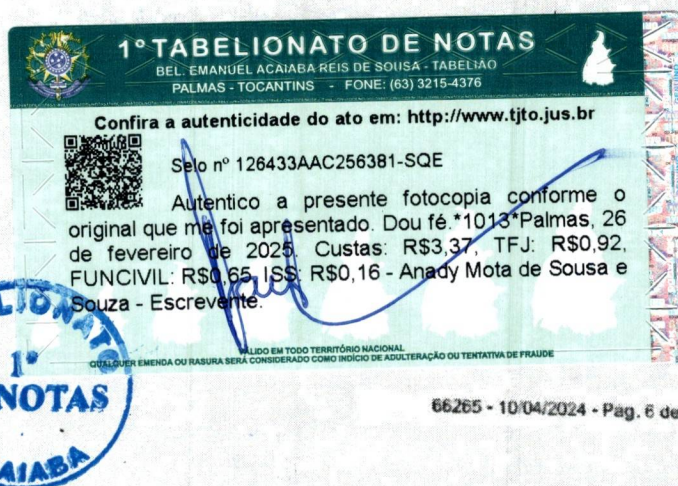 1º TABELIONATO DE NOTAS
BEL. EMANUEL ACAIABA REIS DE SOUSA - TABELIÃO
PALMAS - TOCANTINS - FONE: (63) 3215-4376
Confira a autenticidade do ato em: http://www.tjto.jus.br
Selo nº 126433AAC256381-SQE
Autentico a presente fotocopia conforme o
original que me foi apresentado. Dou fé.*1013*Palmas, 26
de fevereiro de 2025. Custas: R$3,37, TFJ: R$0,92,
FUNCIVIL: R$0,65, ISS: R$0,16 - Anady Mota de Sousa e
Souza - Escrevente.
VÁLIDO EM TODO TERRITÓRIO NACIONAL
QUALQUER EMENDA OU RASURA SERÁ CONSIDERADO COMO INDÍCIO DE ADULTERAÇÃO OU TENTATIVA DE FRAUDE
LIONATO
1º
NOTAS
AIABA
66265 - 10/04/2024 - Pag. 6 de